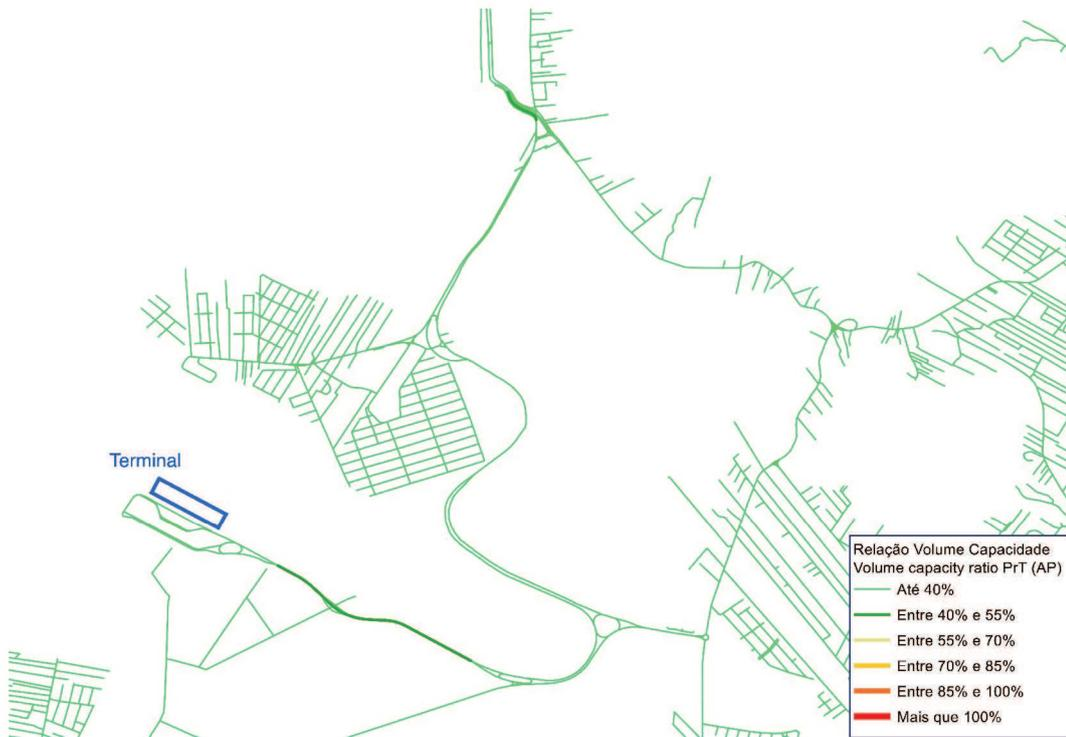 Terminal
Relação Volume Capacidade
Volume capacity ratio PrT (AP)
Até 40%
Entre 40% e 55%
Entre 55% e 70%
Entre 70% e 85%
Entre 85% e 100%
Mais que 100%